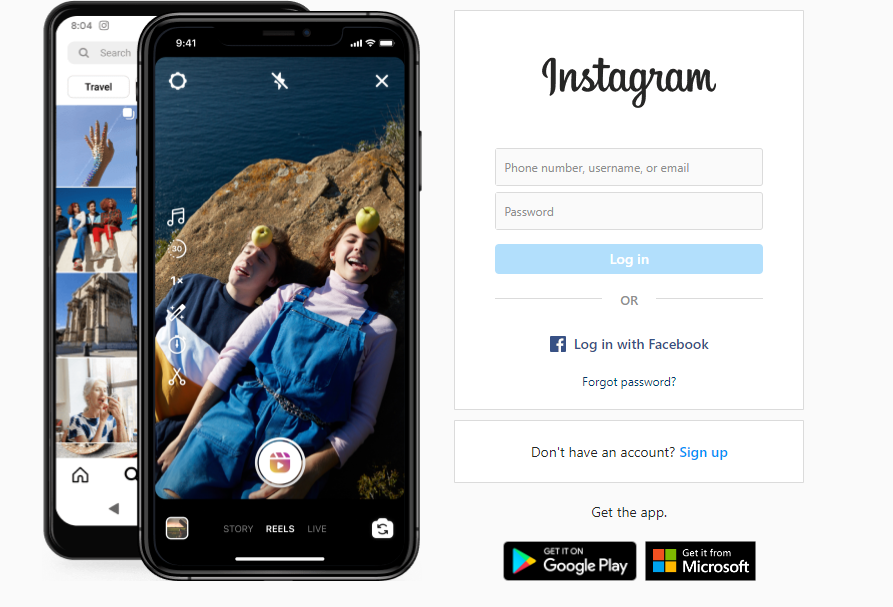 8:04
Search
Travel
9:41
30
1×
STORY REELS LIVE
Instagram
Phone number, username, or email
Password
Log in
OR
Log in with Facebook
Forgot password?
Don't have an account? Sign up
Get the app.
GET IT ON
Google Play
Get it from
Microsoft